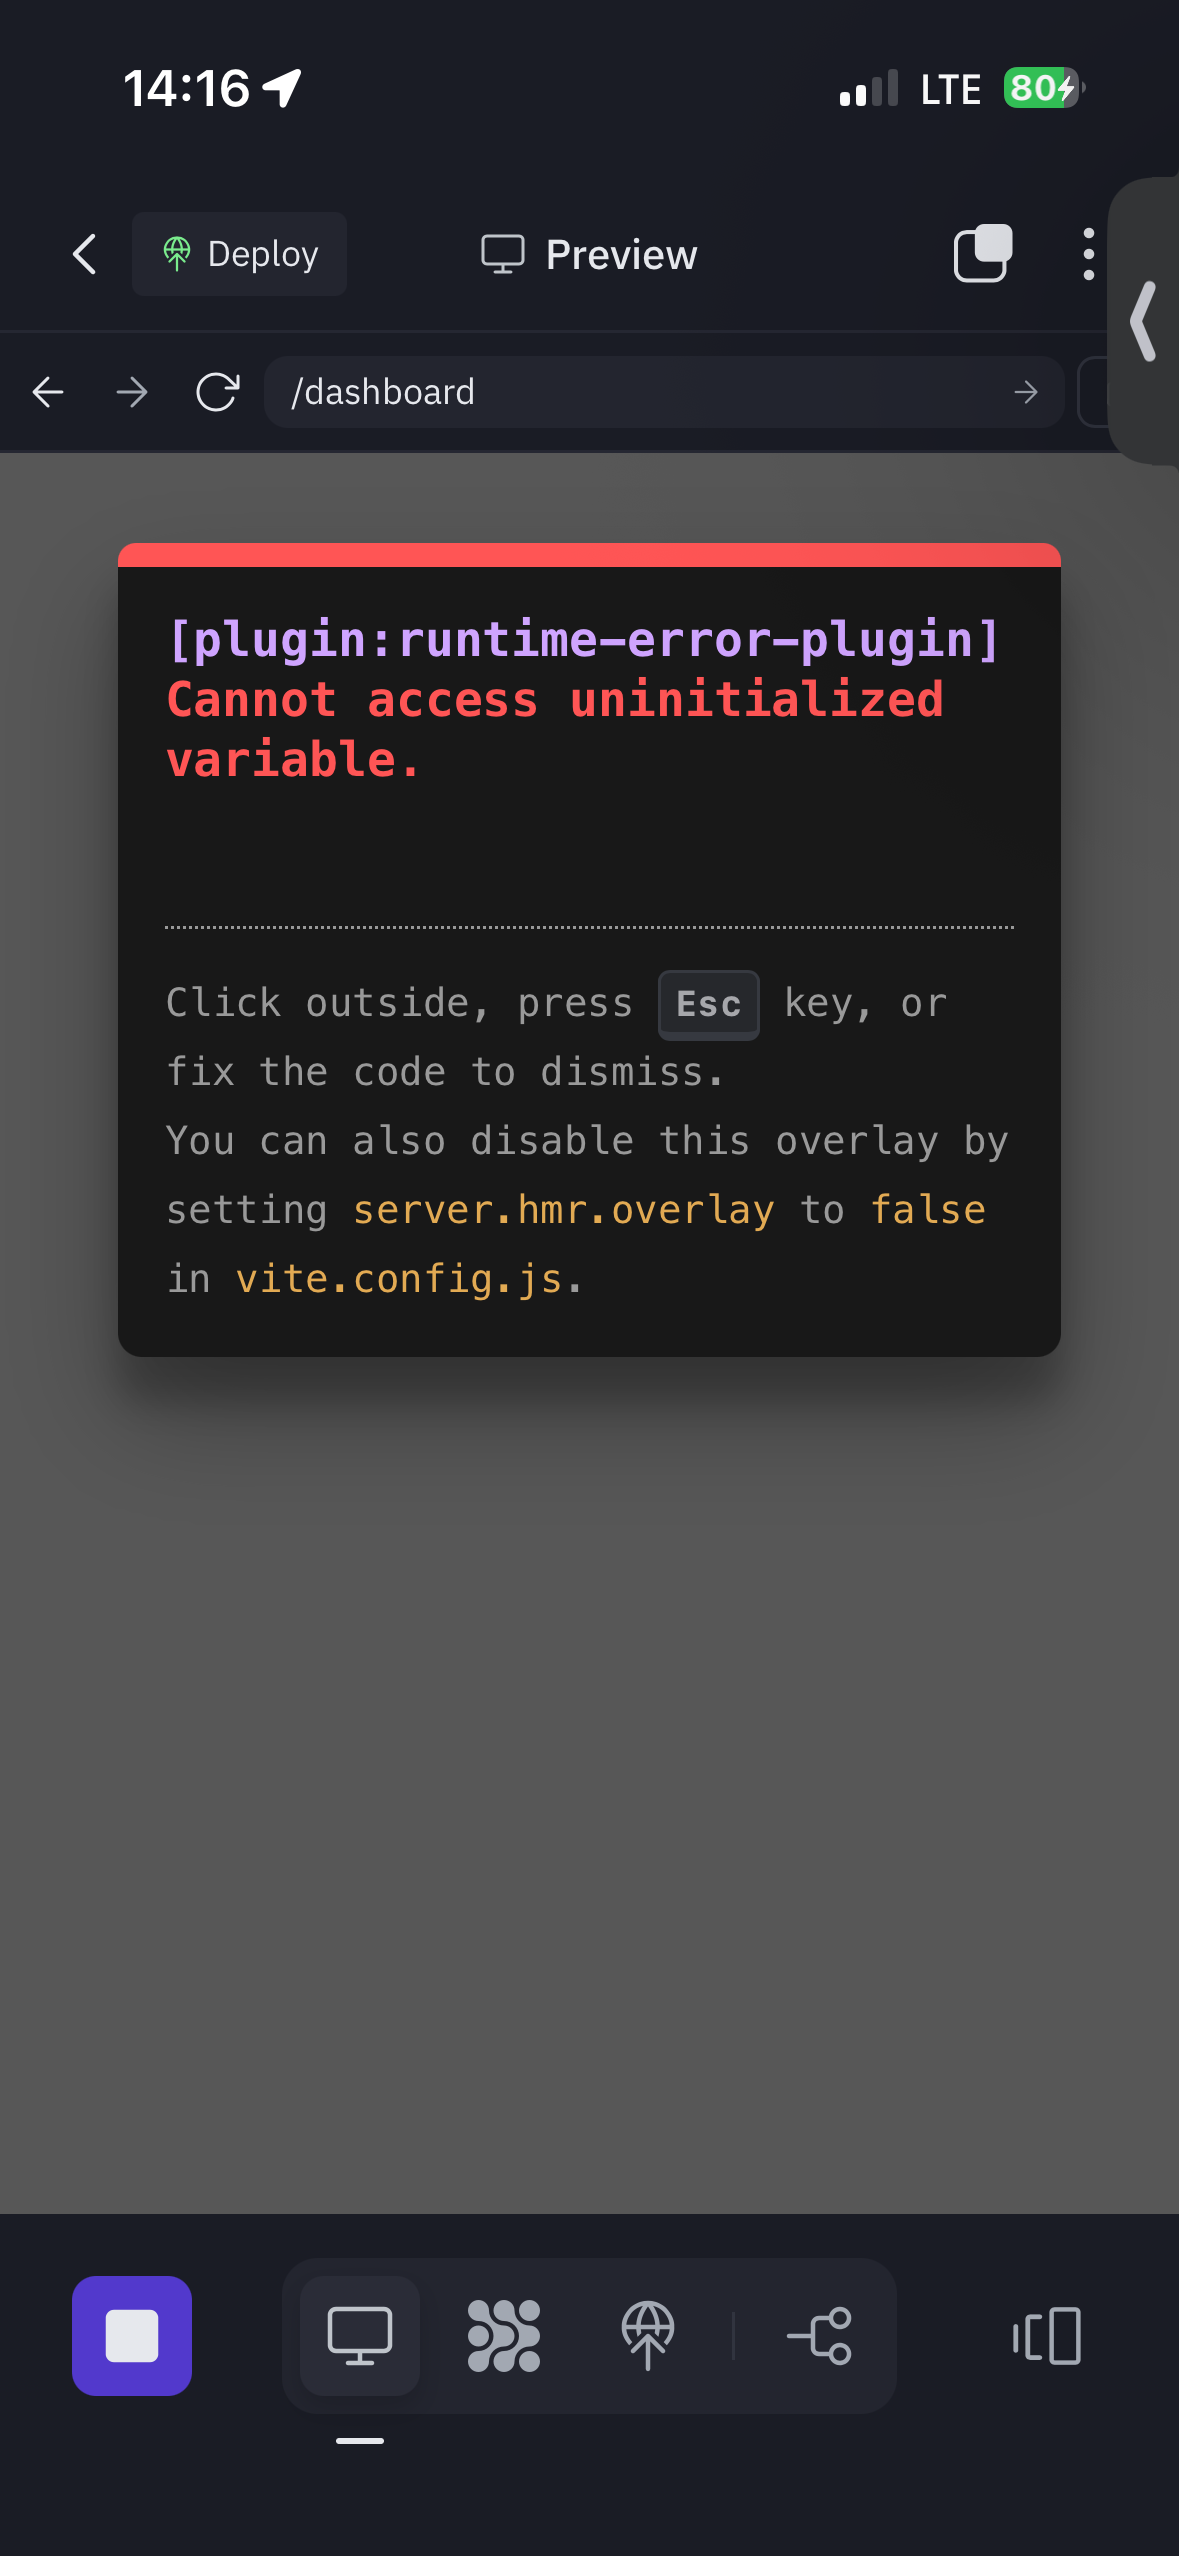 14:16
LTE 80
Deploy
Preview
/dashboard
[plugin:runtime-error-plugin]
Cannot access uninitialized
variable.
Click outside, press Esc key, or
fix the code to dismiss.
You can also disable this overlay by
setting server.hmr.overlay to false
in vite.config.js.